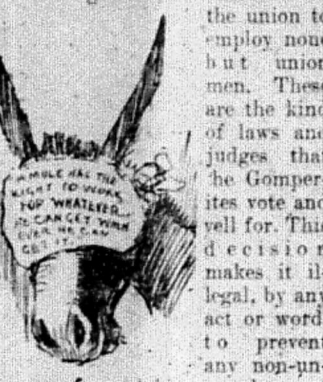 A MULE HAS THE
RIGHT TO WORK
FOR WHATEVER
HE CAN GET WHEN
EVER HE CAN
GET IT.
the union to
employ none
but union
men. These
are the kind
of laws and
judges that
the Gompers
ites vote and
yell for. This
decision
makes it il-
legal, by any
act or word,
to prevent
any non-un-